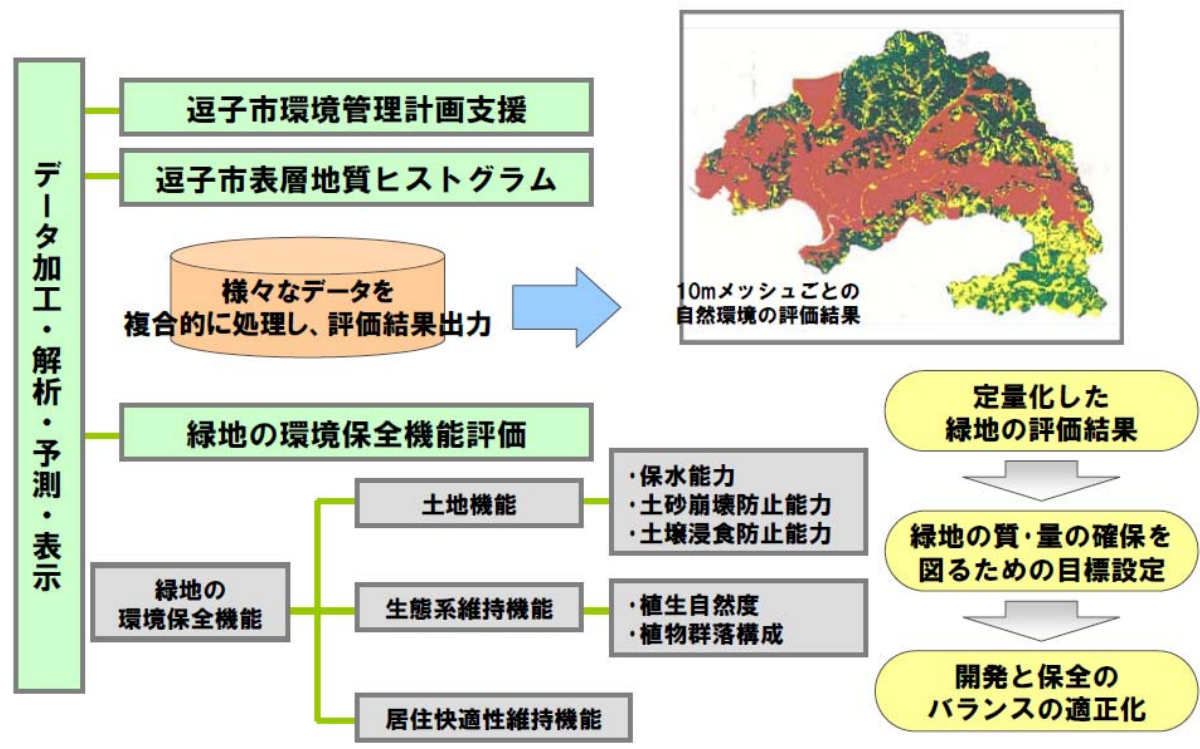 データ加工・解析・予測・表示
逗子市環境管理計画支援
逗子市表層地質ヒストグラム
様々なデータを
複合的に処理し、評価結果出力
10mメッシュごとの
自然環境の評価結果
緑地の環境保全機能評価
緑地の
環境保全機能
土地機能
・保水能力
・土砂崩壊防止能力
・土壌浸食防止能力
生態系維持機能
・植生自然度
・植物群落構成
居住快適性維持機能
定量化した
緑地の評価結果
緑地の質・量の確保を
図るための目標設定
開発と保全の
バランスの適正化